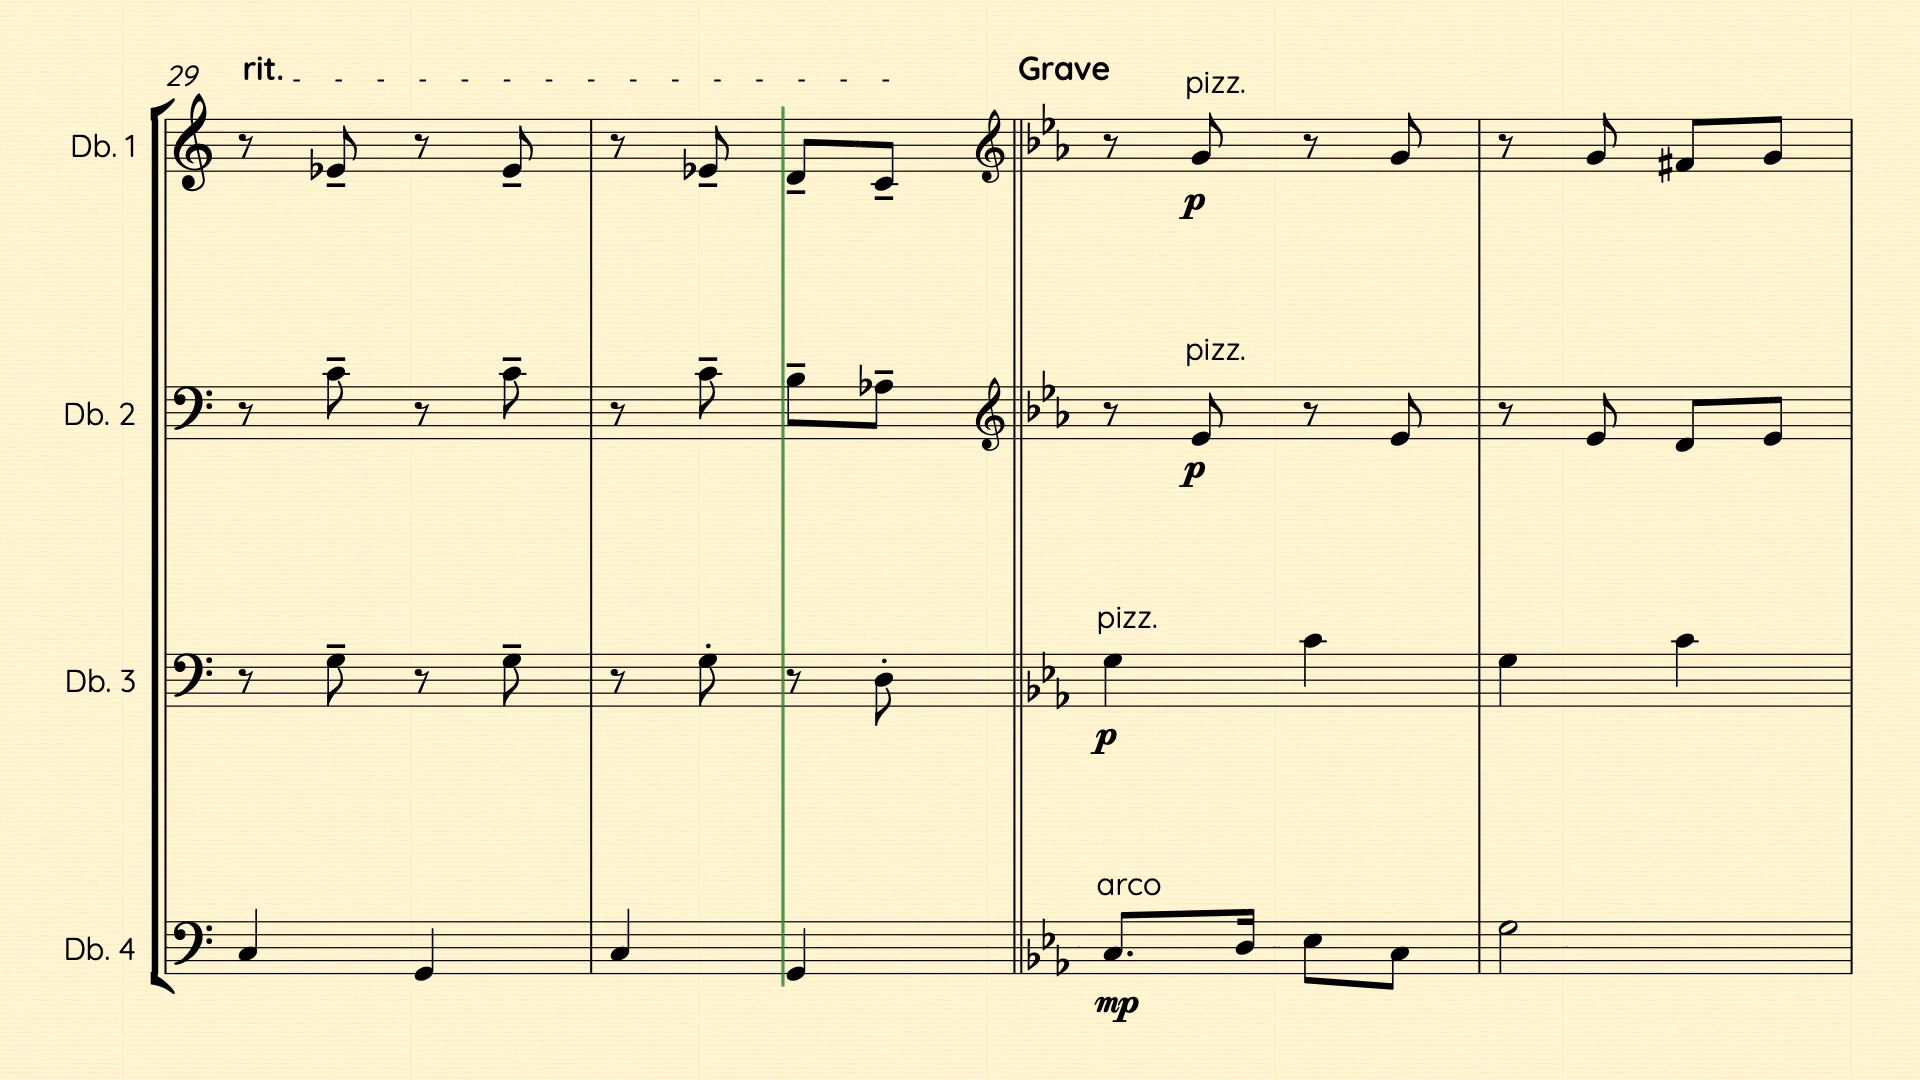 29 rit. Grave pizz.
Db. 1
p
pizz.
Db. 2
p
pizz.
Db. 3
p
arco
Db. 4
mp